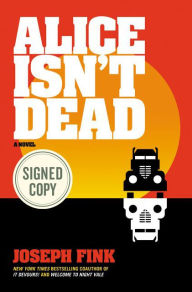 ALICE
ISN'T
DEAD
A NOVEL
SIGNED
COPY
JOSEPH FINK
NEW YORK TIMES BESTSELLING COAUTHOR OF
IT DEVOURS! AND WELCOME TO NIGHT VALE